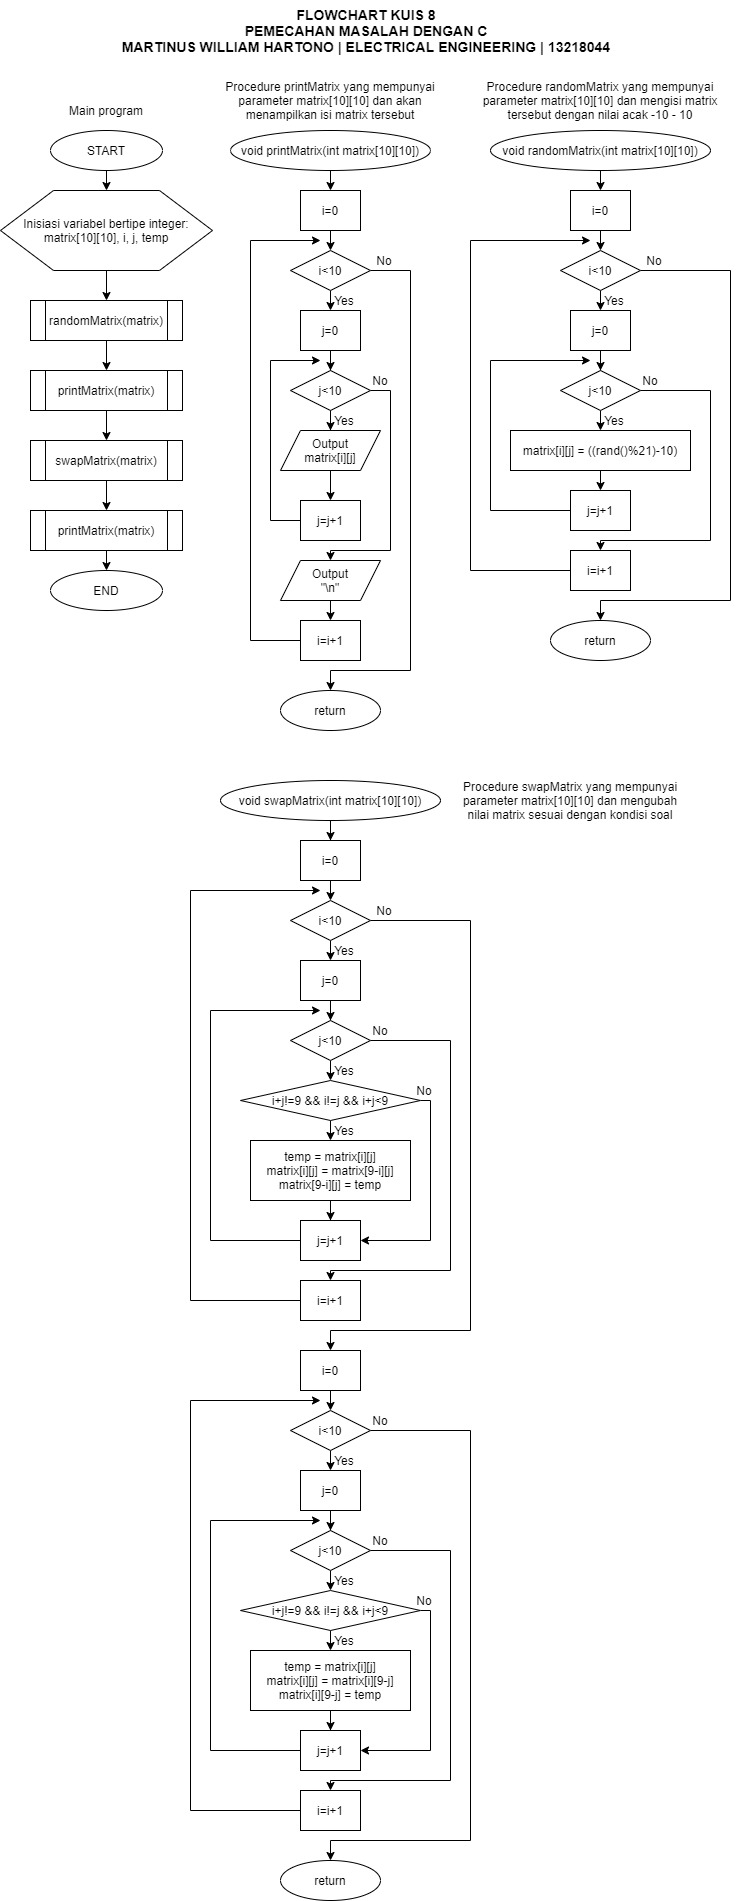 FLOWCHART KUIS 8
PEMECAHAN MASALAH DENGAN C
MARTINUS WILLIAM HARTONO | ELECTRICAL ENGINEERING | 13218044
Main program
START
Inisiasi variabel bertipe integer:
matrix[10][10], i, j, temp
randomMatrix(matrix)
printMatrix(matrix)
swapMatrix(matrix)
printMatrix(matrix)
END
Procedure printMatrix yang mempunyai
parameter matrix[10][10] dan akan
menampilkan isi matrix tersebut
void printMatrix(int matrix[10][10])
i=0
i<10
No
Yes
j=0
j<10
No
Yes
Output
matrix[i][j]
j=j+1
Output
"\n"
i=i+1
return
Procedure randomMatrix yang mempunyai
parameter matrix[10][10] dan mengisi matrix
tersebut dengan nilai acak -10 - 10
void randomMatrix(int matrix[10][10])
i=0
i<10
No
Yes
j=0
j<10
No
Yes
matrix[i][j] = ((rand()%21)-10)
j=j+1
i=i+1
return
void swapMatrix(int matrix[10][10])
Procedure swapMatrix yang mempunyai
parameter matrix[10][10] dan mengubah
nilai matrix sesuai dengan kondisi soal
i=0
i<10
No
Yes
j=0
j<10
No
Yes
i+j!=9 && i!=j && i+j<9
No
Yes
temp = matrix[i][j]
matrix[i][j] = matrix[9-i][j]
matrix[9-i][j] = temp
j=j+1
i=i+1
i=0
i<10
No
Yes
j=0
j<10
No
Yes
i+j!=9 && i!=j && i+j<9
No
Yes
temp = matrix[i][j]
matrix[i][j] = matrix[i][9-j]
matrix[i][9-j] = temp
j=j+1
i=i+1
return